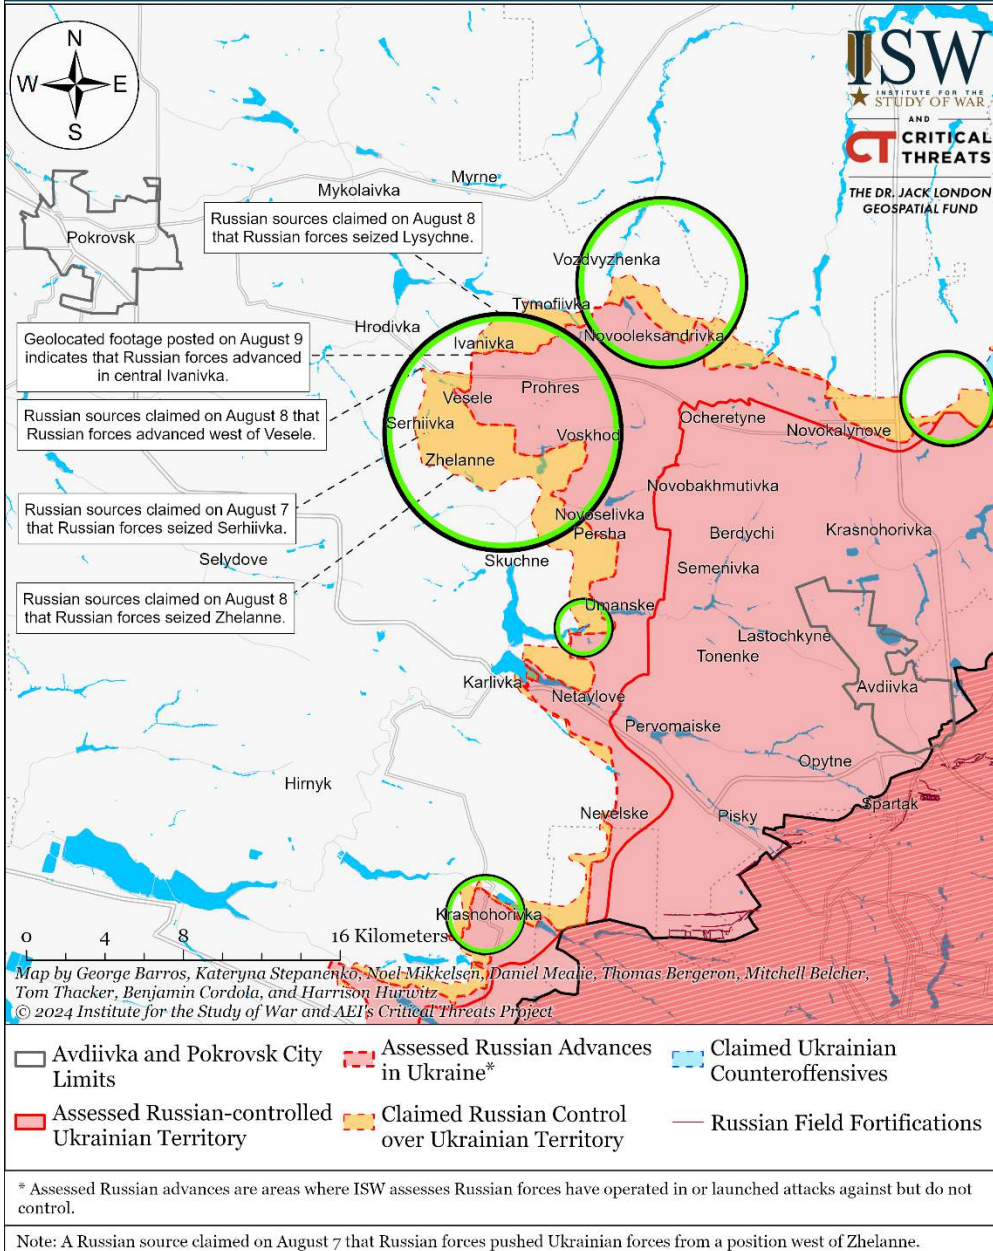 N
W
E
S
ISW
INSTITUTE FOR THE
STUDY OF WAR
AND
CT CRITICAL
THREATS
THE DR. JACK LONDON
GEOSPATIAL FUND
Mykolaivka
Myrne
Pokrovsk
Russian sources claimed on August 8
that Russian forces seized Lysychne.
Vozdvyzhenka
Tymofiivka
Hrodivka
Novooleksandrivka
Ivanivka
Geolocated footage posted on August 9
indicates that Russian forces advanced
in central Ivanivka.
Prohres
Vesele
Russian sources claimed on August 8 that
Russian forces advanced west of Vesele.
Serhiivka
Voskhod
Ocheretyne
Novokalynove
Zhelanne
Novobakhmutivka
Russian sources claimed on August 7
that Russian forces seized Serhiivka.
Novoselivka
Persha
Berdychi
Krasnohorivka
Selydove
Skuchne
Semenivka
Russian sources claimed on August 8
that Russian forces seized Zhelanne.
Umanske
Lastochkyne
Tonenke
Karlivka
Netaylove
Avdiivka
Pervomaiske
Opytne
Hirnyk
Nevelske
Pisky
Spartak
Krasnohorivka
0 4 8 16 Kilometers
Map by George Barros, Kateryna Stepanenko, Noel Mikkelsen, Daniel Mealie, Thomas Bergeron, Mitchell Belcher,
Tom Thacker, Benjamin Cordola, and Harrison Hurwitz
© 2024 Institute for the Study of War and AEI's Critical Threats Project
Avdiivka and Pokrovsk City
Limits
Assessed Russian Advances
in Ukraine*
Claimed Ukrainian
Counteroffensives
Assessed Russian-controlled
Ukrainian Territory
Claimed Russian Control
over Ukrainian Territory
Russian Field Fortifications
* Assessed Russian advances are areas where ISW assesses Russian forces have operated in or launched attacks against but do not
control.
Note: A Russian source claimed on August 7 that Russian forces pushed Ukrainian forces from a position west of Zhelanne.